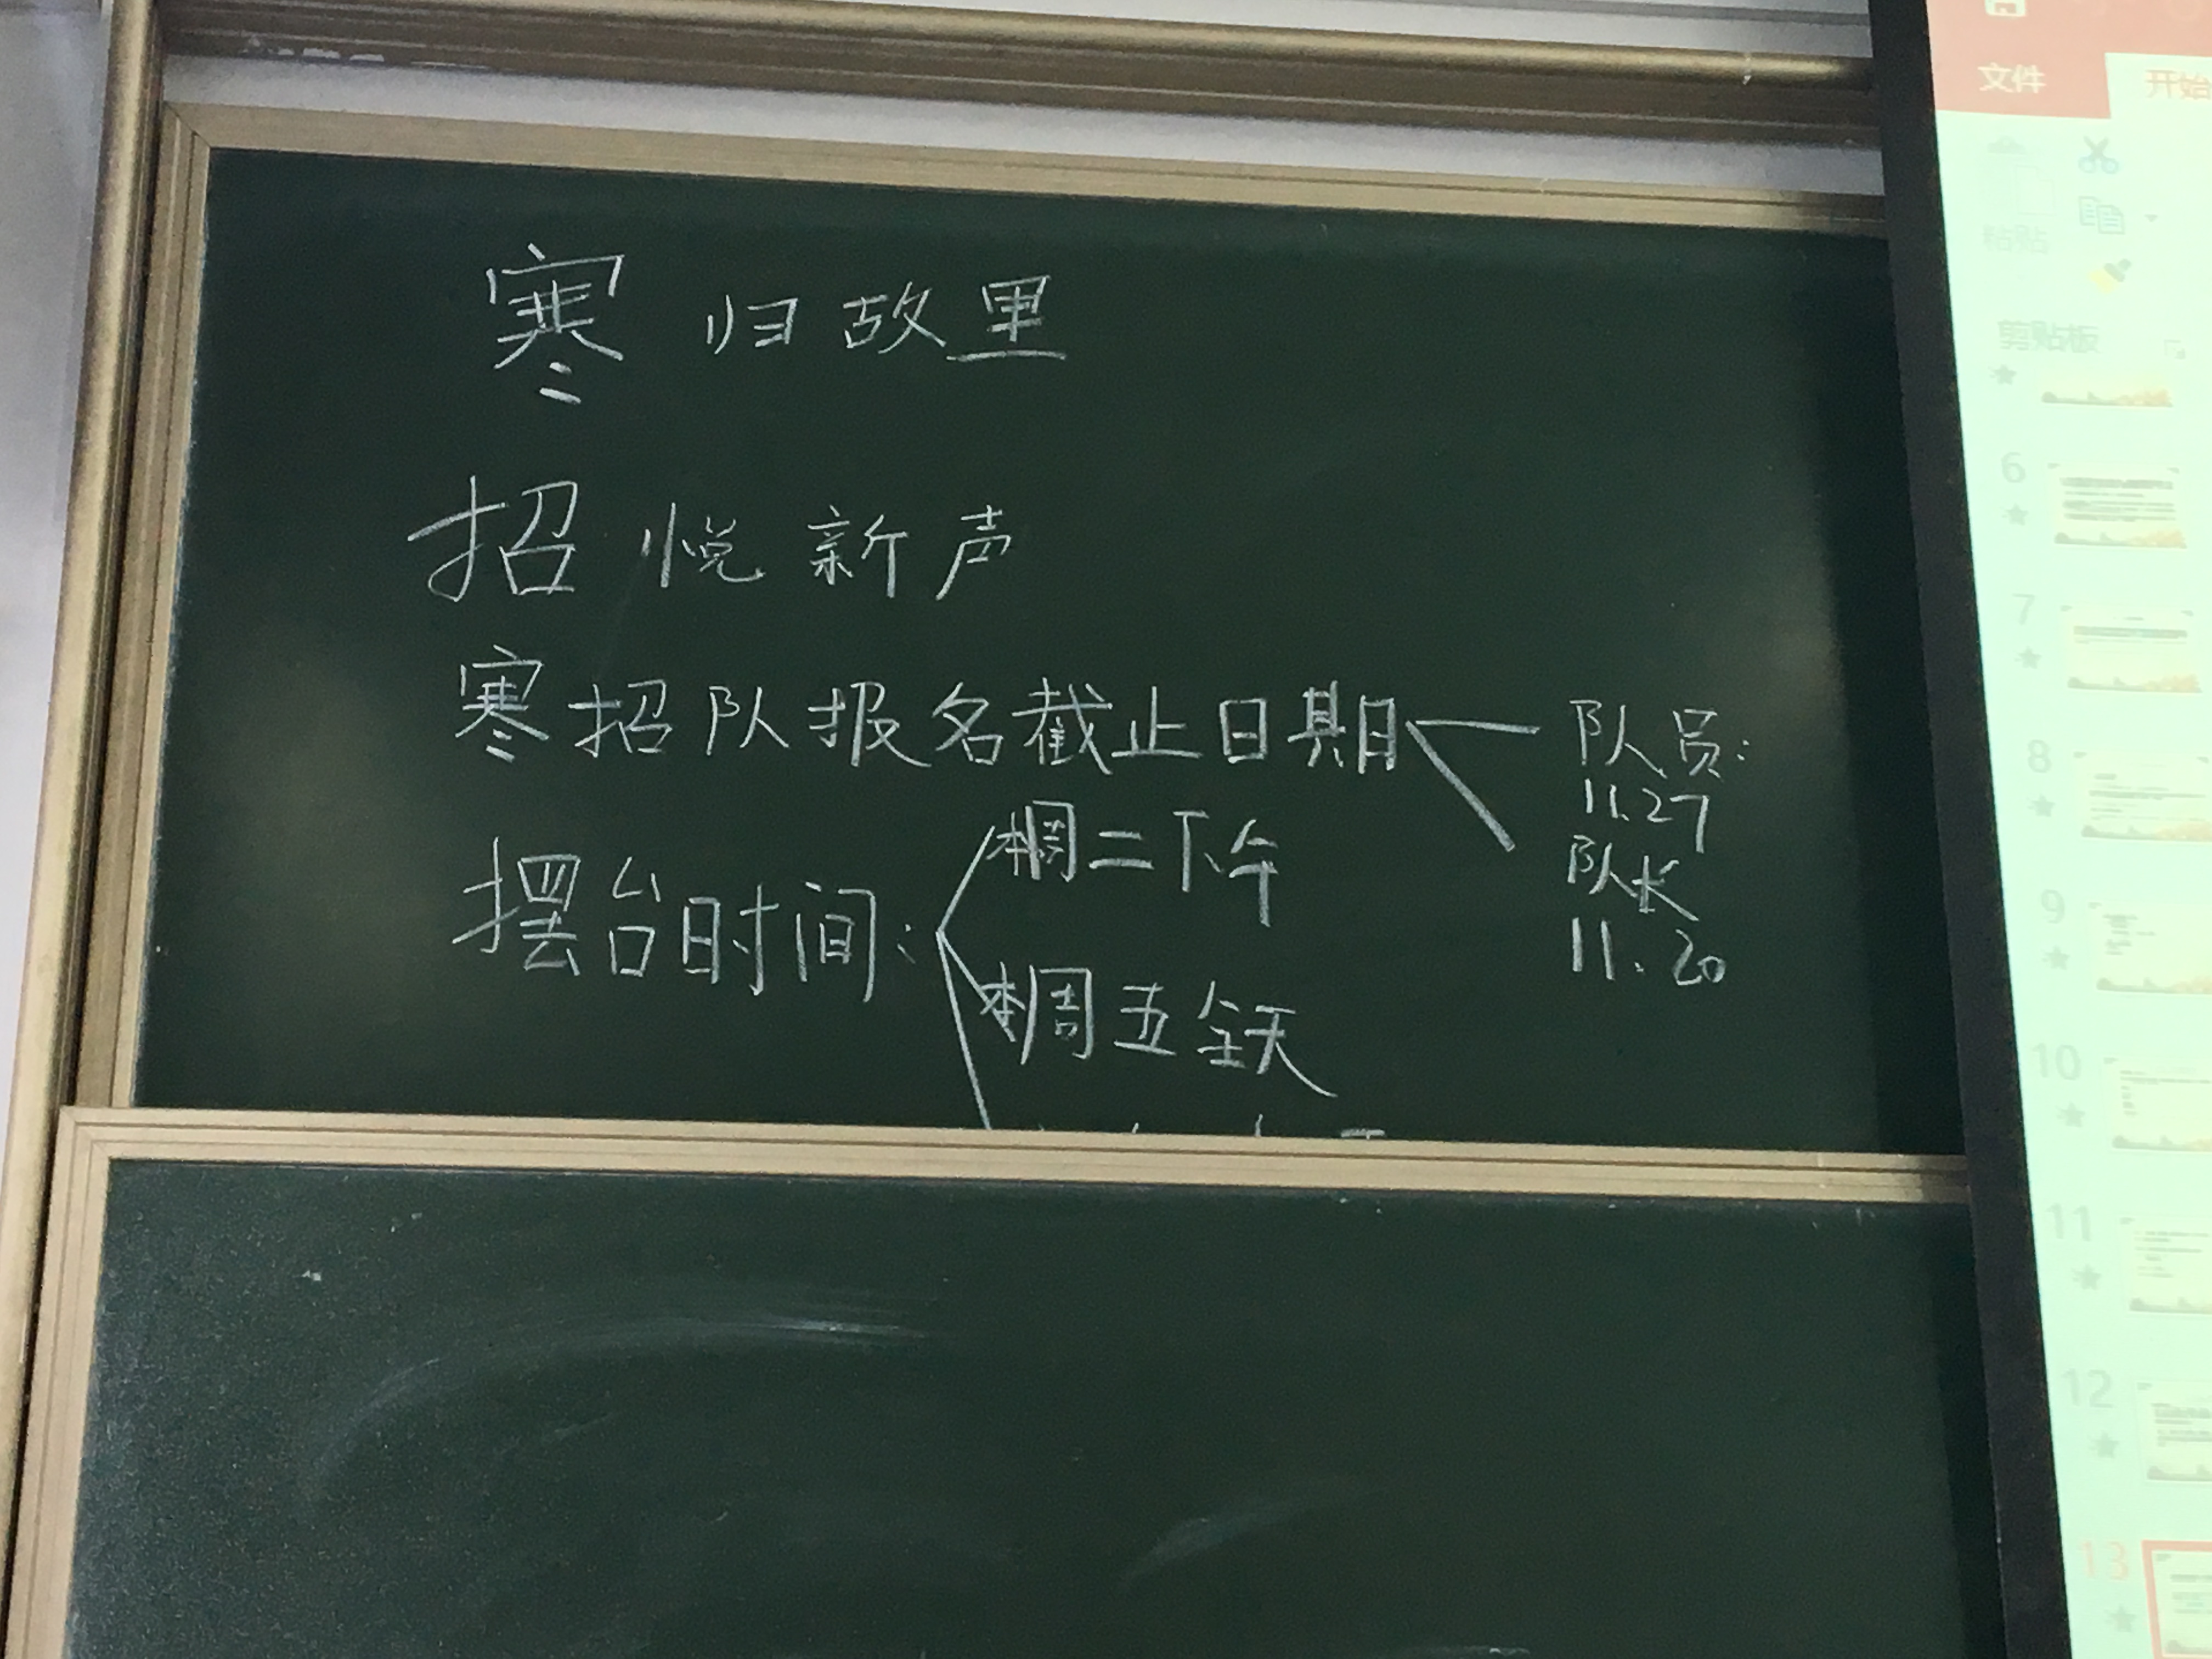 寒归故里
招悦新声
寒招队报名截止日期
队员:
11.27
队长
11.20
摆台时间:
本周二下午
本周五全天
文件
开始
粘贴
剪贴板
6
7
8
9
10
11
12
13